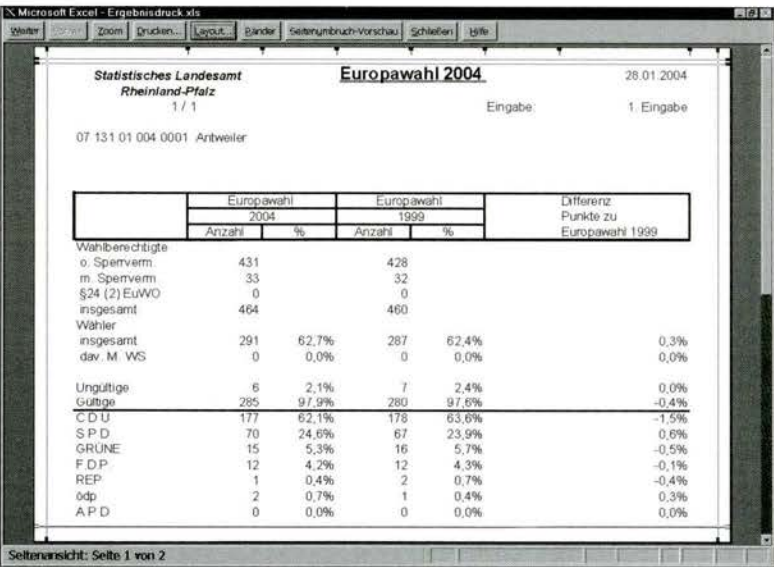 Microsoft Excel - Ergebnisdruck.xls
Weiter Zoom Drucken... Layout... Ränder Seitenumbruch-Vorschau Schließen Hilfe
Statistisches Landesamt Europawahl 2004 28.01.2004
Rheinland-Pfalz
1 / 1 Eingabe 1. Eingabe
07 131 01 004 0001 Antweiler
Europawahl Europawahl Differenz
2004 1999 Punkte zu
Anzahl % Anzahl % Europawahl 1999
Wahlberechtigte
o. Sperrverm. 431 428
m. Sperrverm 33 32
§24 (2) EuWO 0 0
insgesamt 464 460
Wähler
insgesamt 291 62,7% 287 62,4% 0,3%
dav. M. WS 0 0,0% 0 0,0% 0,0%
Ungültige 6 2,1% 7 2,4% 0,0%
Gültige 285 97,9% 280 97,6% -0,4%
C D U 177 62,1% 178 63,6% -1,5%
S P D 70 24,6% 67 23,9% 0,6%
GRÜNE 15 5,3% 16 5,7% -0,5%
F.D.P 12 4,2% 12 4,3% -0,1%
REP 1 0,4% 2 0,7% -0,4%
ödp 2 0,7% 1 0,4% 0,3%
A P D 0 0,0% 0 0,0% 0,0%
Seitenansicht: Seite 1 von 2